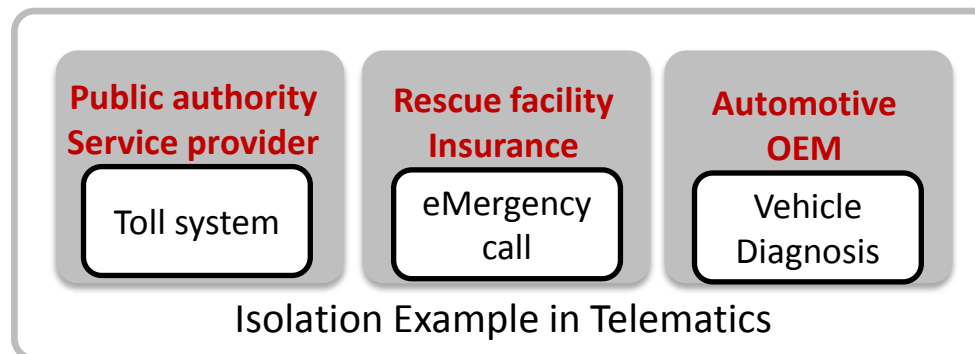 Public authority
Service provider
Toll system
Rescue facility
Insurance
eMergency
call
Automotive
OEM
Vehicle
Diagnosis
Isolation Example in Telematics